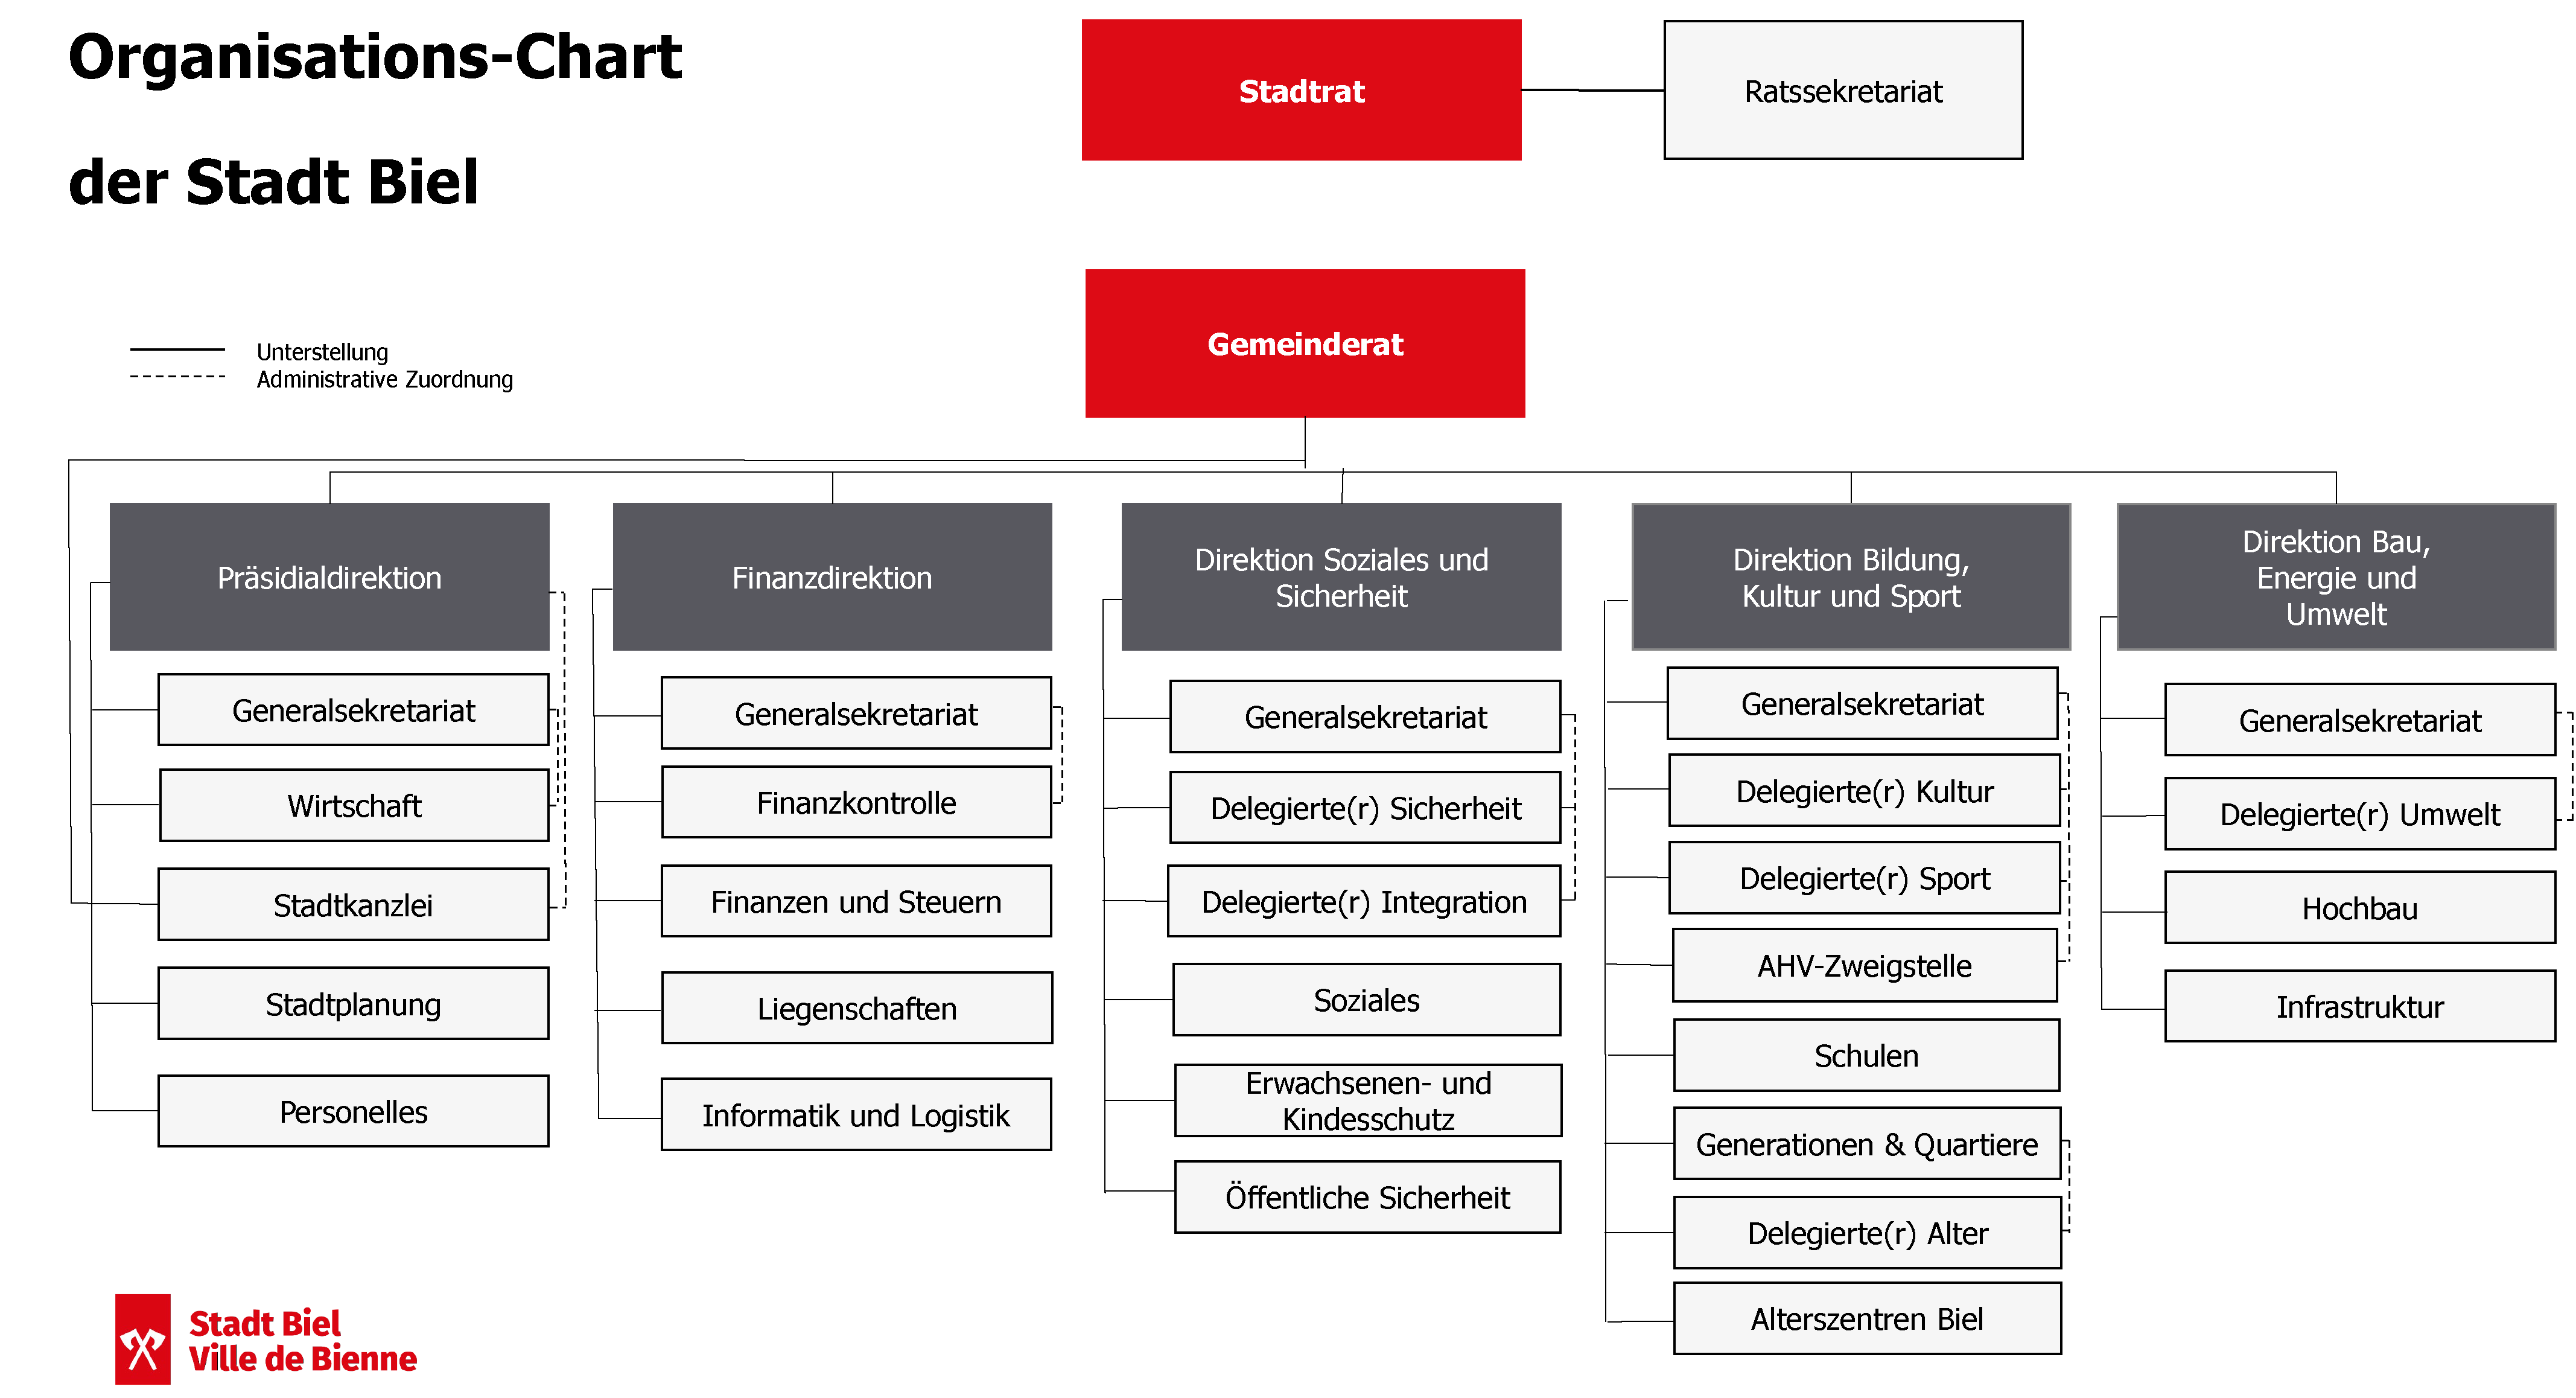 Organisations-Chart
der Stadt Biel
Stadtrat
Ratssekretariat
Gemeinderat
Unterstellung
Administrative Zuordnung
Präsidialdirektion
Generalsekretariat
Wirtschaft
Stadtkanzlei
Stadtplanung
Personelles
Finanzdirektion
Generalsekretariat
Finanzkontrolle
Finanzen und Steuern
Liegenschaften
Informatik und Logistik
Direktion Soziales und
Sicherheit
Generalsekretariat
Delegierte(r) Sicherheit
Delegierte(r) Integration
Soziales
Erwachsenen- und
Kindesschutz
Öffentliche Sicherheit
Direktion Bildung,
Kultur und Sport
Generalsekretariat
Delegierte(r) Kultur
Delegierte(r) Sport
AHV-Zweigstelle
Schulen
Generationen & Quartiere
Delegierte(r) Alter
Alterszentren Biel
Direktion Bau,
Energie und
Umwelt
Generalsekretariat
Delegierte(r) Umwelt
Hochbau
Infrastruktur
Stadt Biel
Ville de Bienne